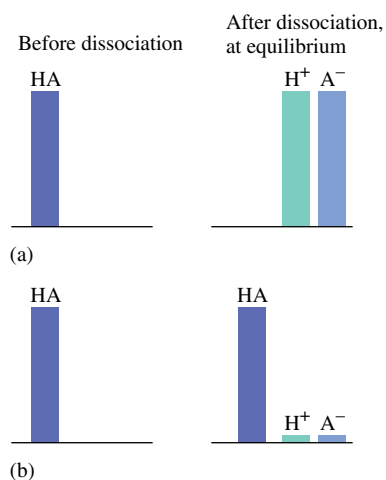 Before dissociation
After dissociation,
at equilibrium
HA
H⁺ A⁻
(a)
HA
HA
H⁺ A⁻
(b)